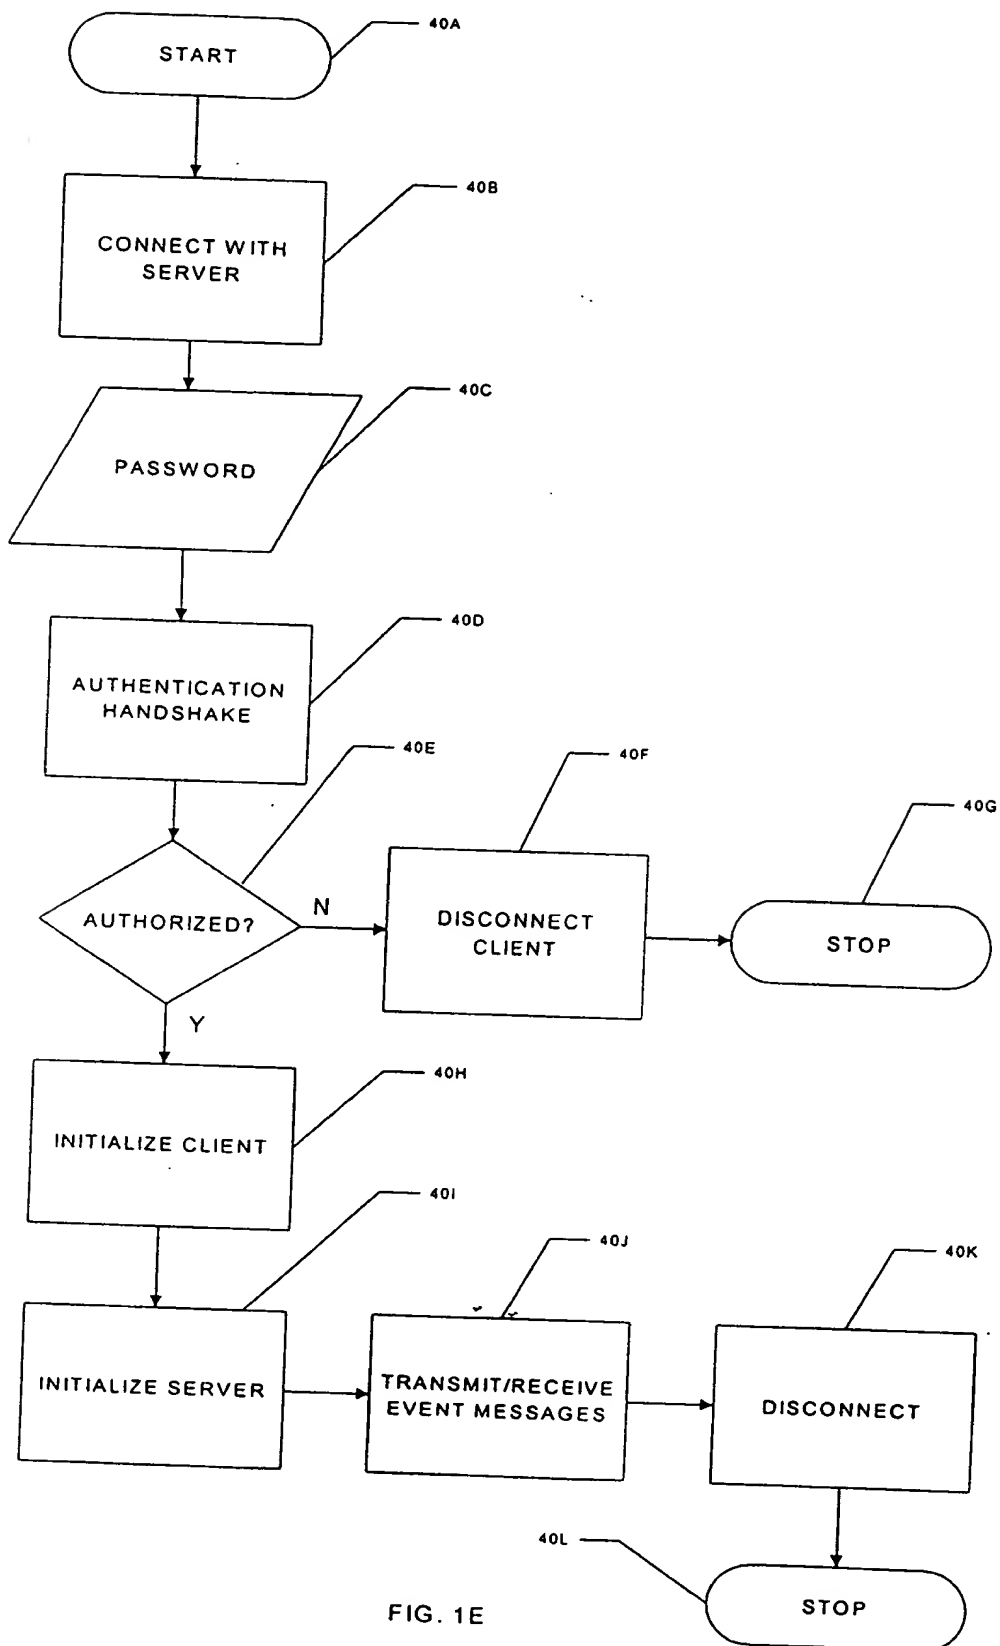 40A
START
40B
CONNECT WITH
SERVER
40C
PASSWORD
40D
AUTHENTICATION
HANDSHAKE
40E
40F
40G
AUTHORIZED?
N
DISCONNECT
CLIENT
STOP
Y
40H
INITIALIZE CLIENT
40I
40J
40K
INITIALIZE SERVER
TRANSMIT/RECEIVE
EVENT MESSAGES
DISCONNECT
40L
STOP
FIG. 1E